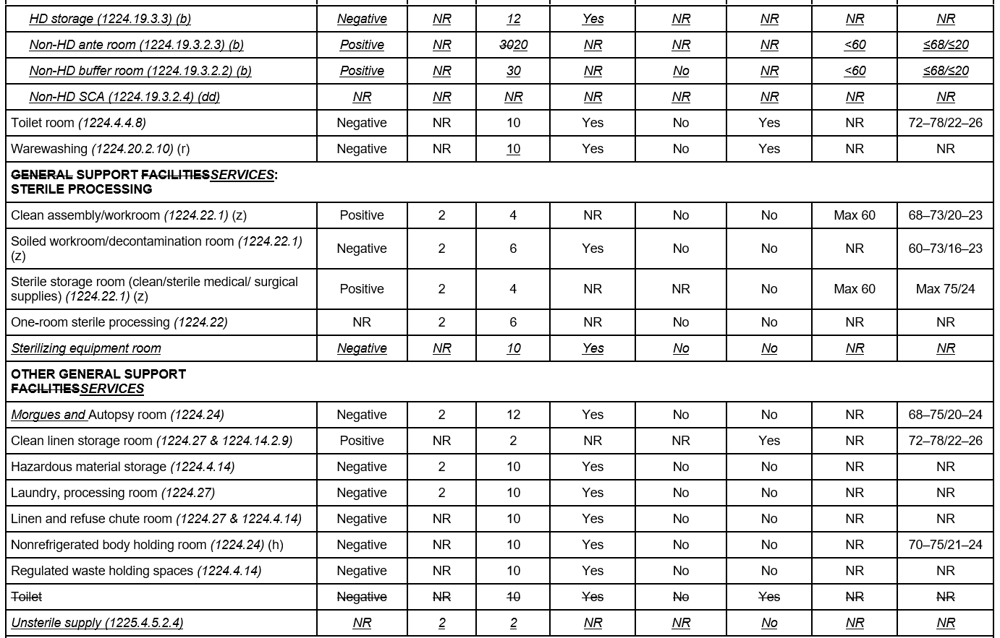 HD storage (1224.19.3.3) (b) Negative NR 12 Yes NR NR NR NR
Non-HD ante room (1224.19.3.2.3) (b) Positive NR 3020 NR NR NR <60 ≤68/≤20
Non-HD buffer room (1224.19.3.2.2) (b) Positive NR 30 NR No NR <60 ≤68/≤20
Non-HD SCA (1224.19.3.2.4) (dd) NR NR NR NR NR NR NR NR
Toilet room (1224.4.4.8) Negative NR 10 Yes No Yes NR 72–78/22–26
Warewashing (1224.20.2.10) (r) Negative NR 10 Yes No Yes NR NR
GENERAL SUPPORT FACILITIESSERVICES:
STERILE PROCESSING
Clean assembly/workroom (1224.22.1) (z) Positive 2 4 NR No No Max 60 68–73/20–23
Soiled workroom/decontamination room (1224.22.1)
(z) Negative 2 6 Yes No No NR 60–73/16–23
Sterile storage room (clean/sterile medical/ surgical
supplies) (1224.22.1) (z) Positive 2 4 NR NR No Max 60 Max 75/24
One-room sterile processing (1224.22) NR 2 6 NR No No NR NR
Sterilizing equipment room Negative NR 10 Yes No No NR NR
OTHER GENERAL SUPPORT
FACILITIESSERVICES
Morgues and Autopsy room (1224.24) Negative 2 12 Yes No No NR 68–75/20–24
Clean linen storage room (1224.27 & 1224.14.2.9) Positive NR 2 NR NR Yes NR 72–78/22–26
Hazardous material storage (1224.4.14) Negative 2 10 Yes No No NR NR
Laundry, processing room (1224.27) Negative 2 10 Yes No No NR NR
Linen and refuse chute room (1224.27 & 1224.4.14) Negative NR 10 Yes No No NR NR
Nonrefrigerated body holding room (1224.24) (h) Negative NR 10 Yes No No NR 70–75/21–24
Regulated waste holding spaces (1224.4.14) Negative NR 10 Yes No No NR NR
Toilet Negative NR 10 Yes No Yes NR NR
Unsterile supply (1225.4.5.2.4) NR 2 2 NR NR No NR NR